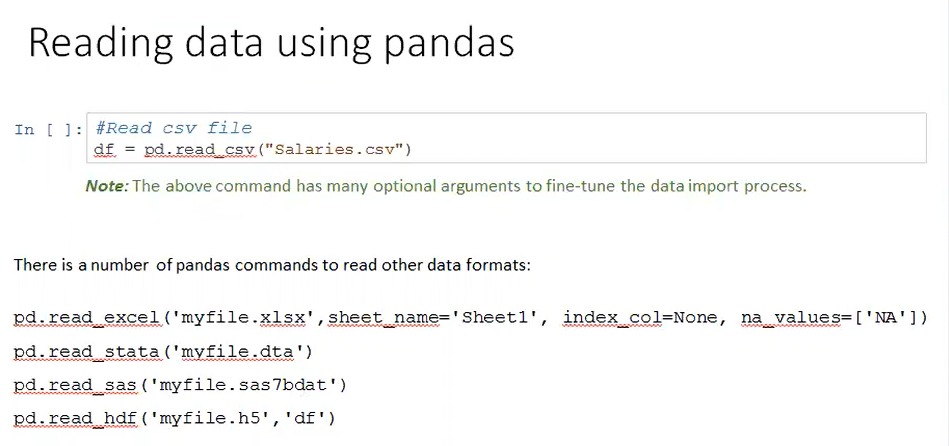 Reading data using pandas
In [ ]: #Read csv file
df = pd.read_csv("Salaries.csv")
Note: The above command has many optional arguments to fine-tune the data import process.
There is a number of pandas commands to read other data formats:
pd.read_excel('myfile.xlsx',sheet_name='Sheet1', index_col=None, na_values=['NA'])
pd.read_stata('myfile.dta')
pd.read_sas('myfile.sas7bdat')
pd.read_hdf('myfile.h5','df')